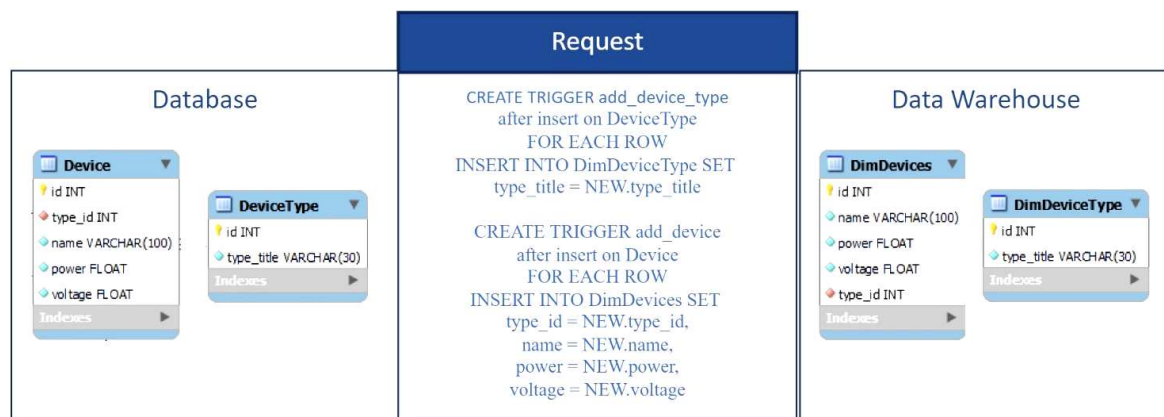 Request
Database
Device
id INT
type_id INT
name VARCHAR(100)
power FLOAT
voltage FLOAT
Indexes
DeviceType
id INT
type_title VARCHAR(30)
Indexes
CREATE TRIGGER add_device_type
after insert on DeviceType
FOR EACH ROW
INSERT INTO DimDeviceType SET
type_title = NEW.type_title
CREATE TRIGGER add_device
after insert on Device
FOR EACH ROW
INSERT INTO DimDevices SET
type_id = NEW.type_id,
name = NEW.name,
power = NEW.power,
voltage = NEW.voltage
Data Warehouse
DimDevices
id INT
name VARCHAR(100)
power FLOAT
voltage FLOAT
type_id INT
Indexes
DimDeviceType
id INT
type_title VARCHAR(30)
Indexes